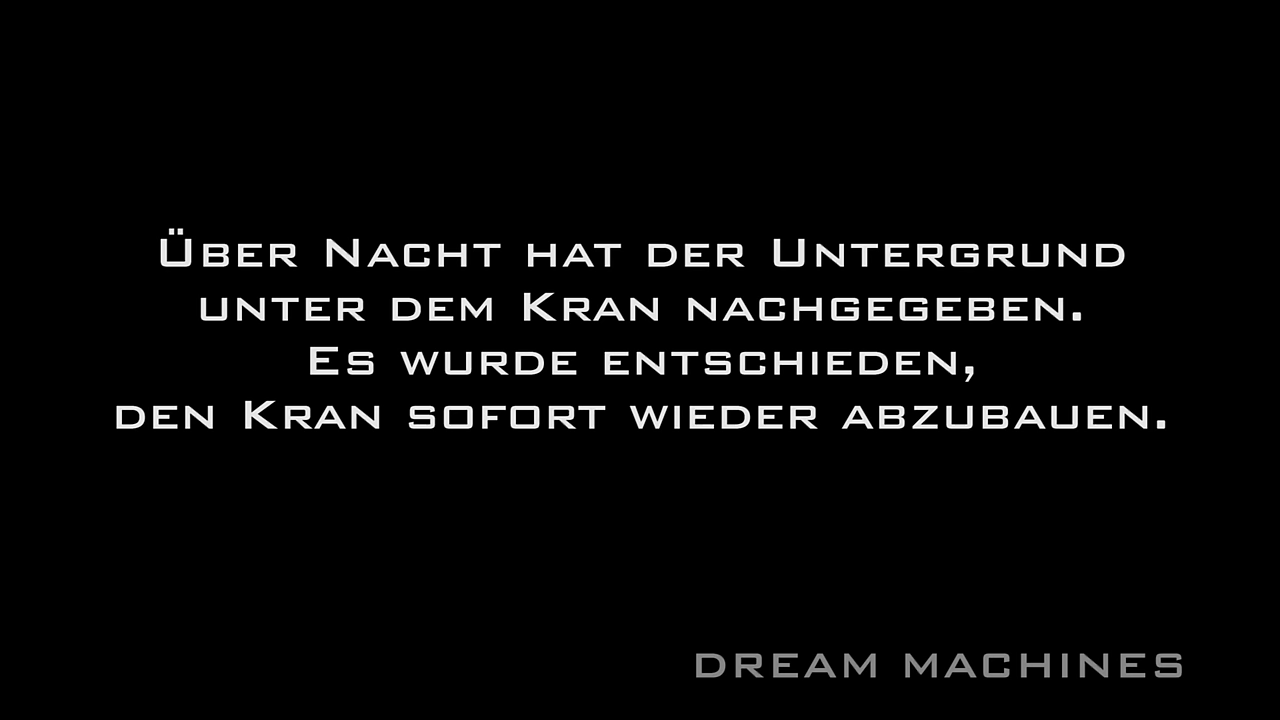 Über Nacht hat der Untergrund
unter dem Kran nachgegeben.
Es wurde entschieden,
den Kran sofort wieder abzubauen.
DREAM MACHINES